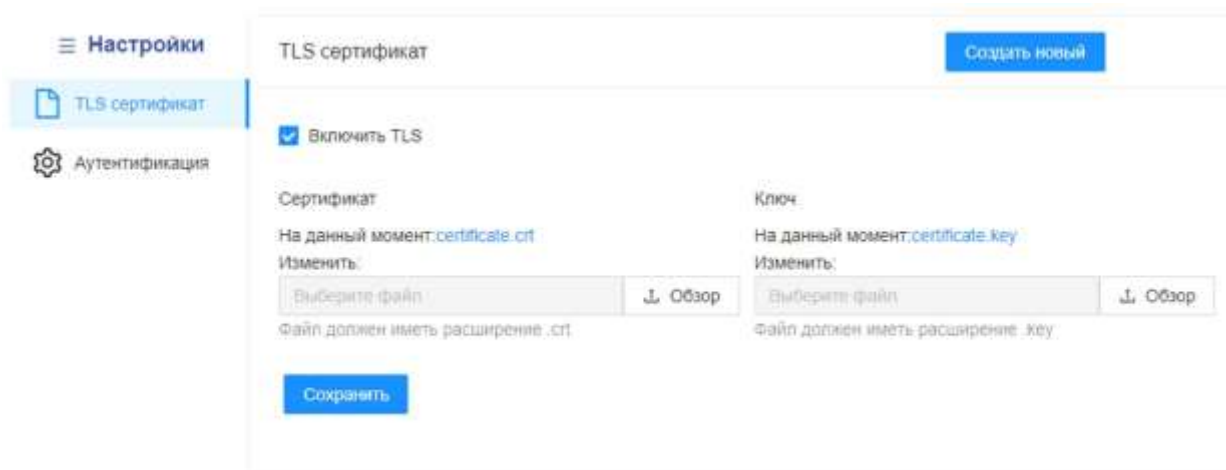 Настройки
TLS сертификат
Аутентификация
TLS сертификат
Создать новый
Включить TLS
Сертификат
На данный момент:certificate.crt
Изменить:
Выберите файл
Обзор
Файл должен иметь расширение .crt
Ключ
На данный момент:certificate.key
Изменить:
Выберите файл
Обзор
Файл должен иметь расширение .key
Сохранить